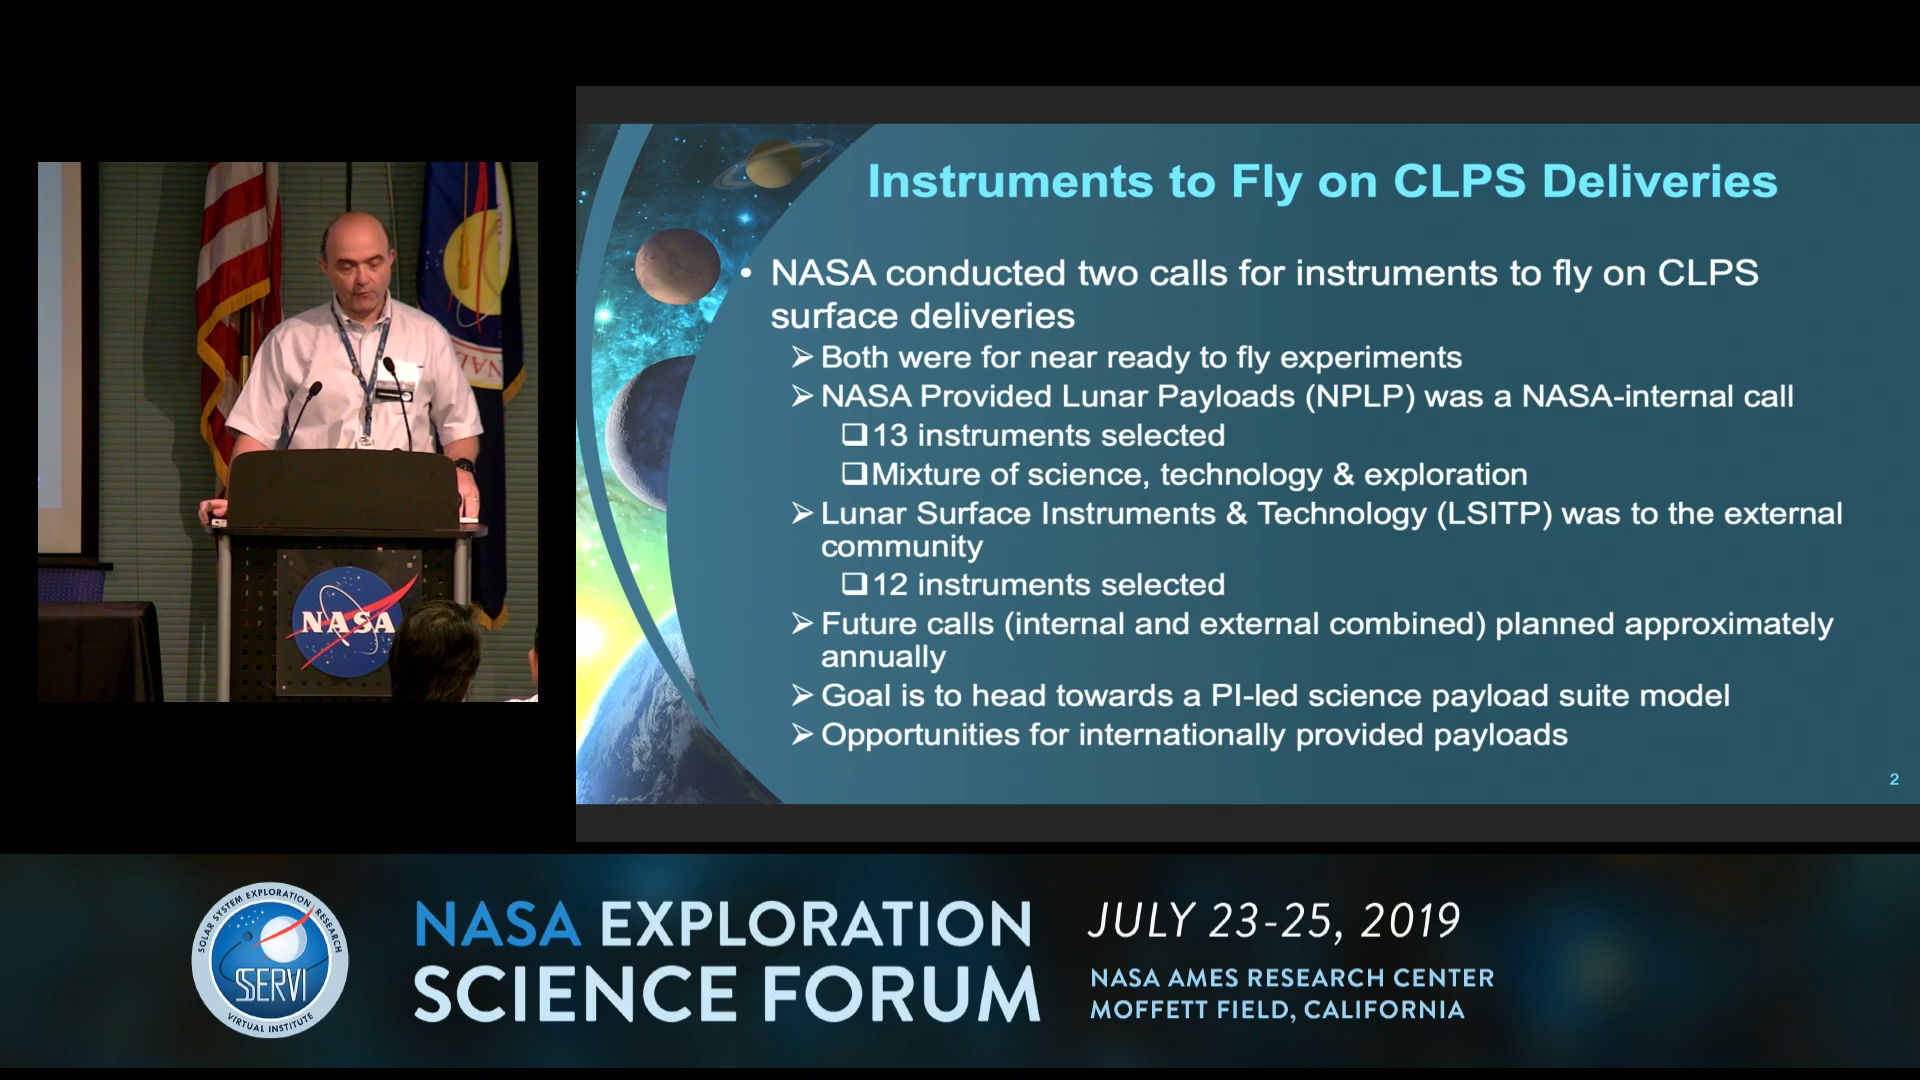 Instruments to Fly on CLPS Deliveries
• NASA conducted two calls for instruments to fly on CLPS
surface deliveries
➢ Both were for near ready to fly experiments
➢ NASA Provided Lunar Payloads (NPLP) was a NASA-internal call
❑ 13 instruments selected
❑ Mixture of science, technology & exploration
➢ Lunar Surface Instruments & Technology (LSITP) was to the external
community
❑ 12 instruments selected
➢ Future calls (internal and external combined) planned approximately
annually
➢ Goal is to head towards a PI-led science payload suite model
➢ Opportunities for internationally provided payloads
2
NASA
SOLAR SYSTEM EXPLORATION RESEARCH
SSERVI
VIRTUAL INSTITUTE
NASA EXPLORATION
SCIENCE FORUM
JULY 23-25, 2019
NASA AMES RESEARCH CENTER
MOFFETT FIELD, CALIFORNIA